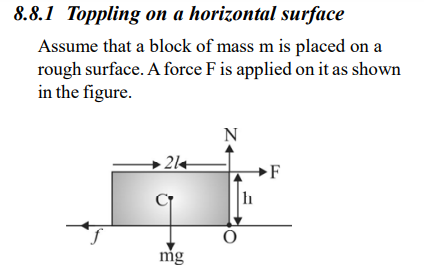 8.8.1 Toppling on a horizontal surface
Assume that a block of mass m is placed on a
rough surface. A force F is applied on it as shown
in the figure.
N
2l
F
C
h
f
O
mg